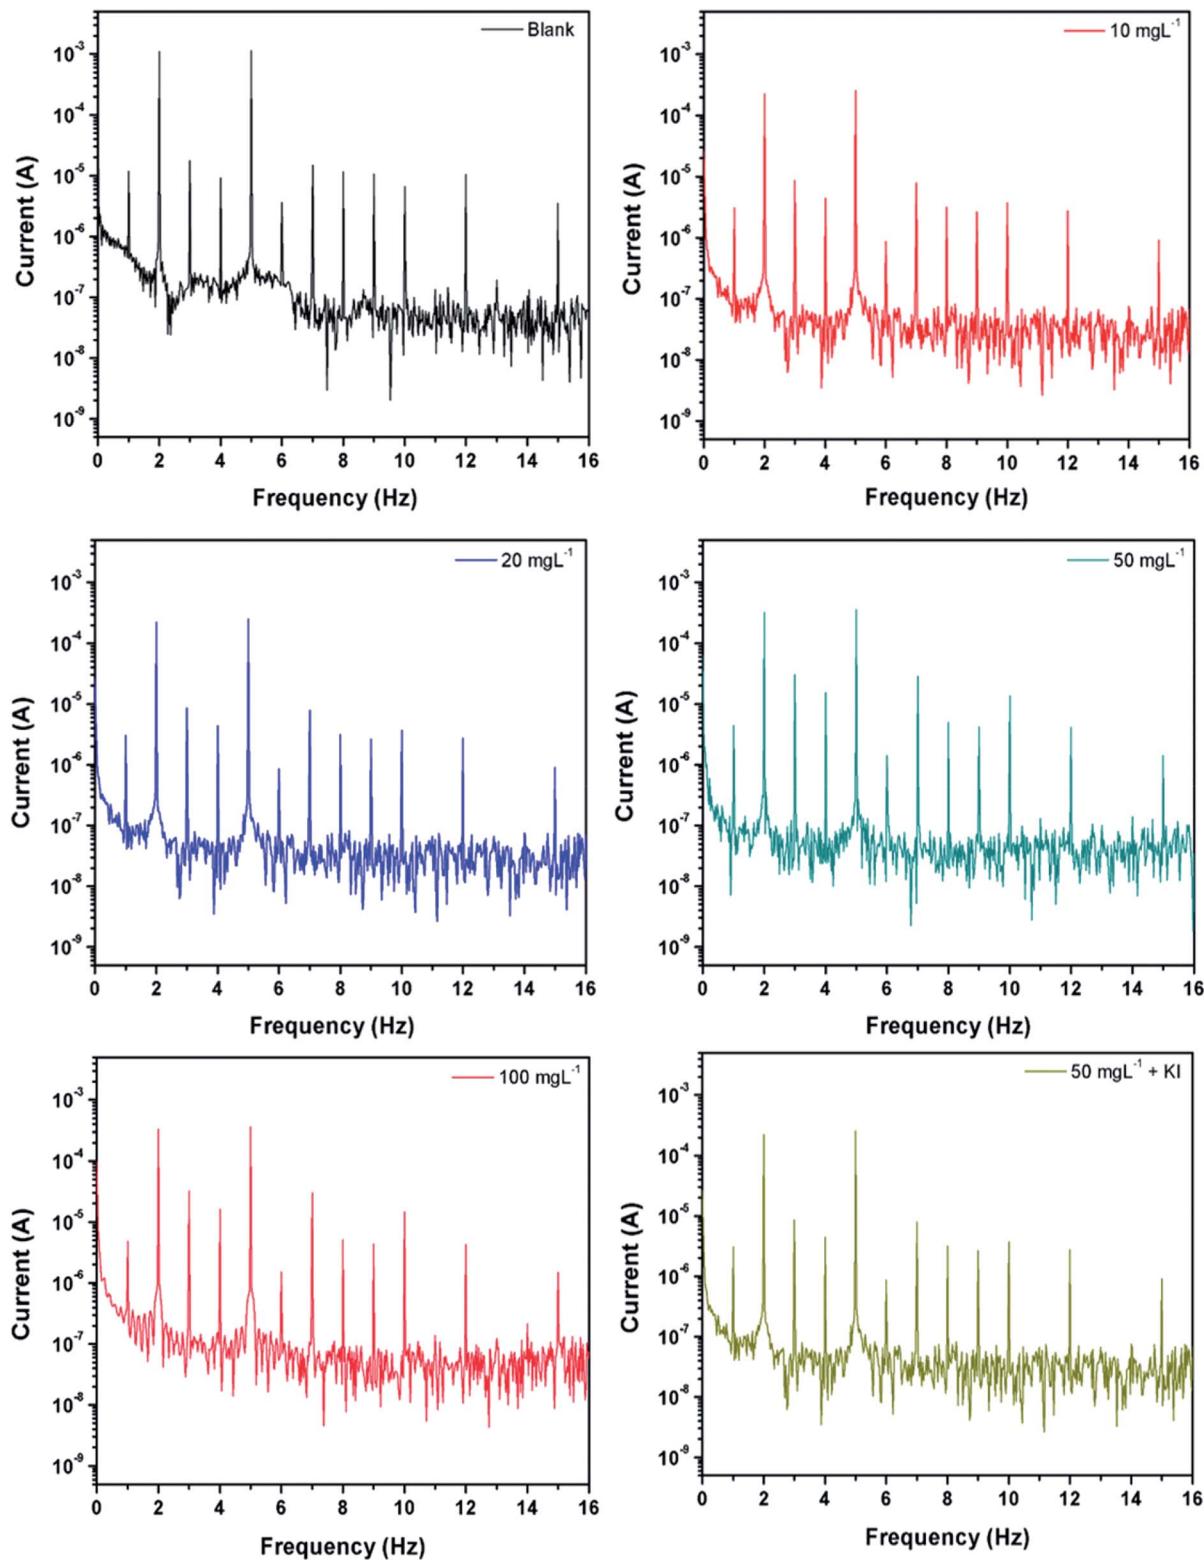 Blank
10⁻³
10⁻⁴
10⁻⁵
10⁻⁶
10⁻⁷
10⁻⁸
10⁻⁹
Current (A)
0 2 4 6 8 10 12 14 16
Frequency (Hz)
10 mgL⁻¹
10⁻³
10⁻⁴
10⁻⁵
10⁻⁶
10⁻⁷
10⁻⁸
10⁻⁹
Current (A)
0 2 4 6 8 10 12 14 16
Frequency (Hz)
20 mgL⁻¹
10⁻³
10⁻⁴
10⁻⁵
10⁻⁶
10⁻⁷
10⁻⁸
10⁻⁹
Current (A)
0 2 4 6 8 10 12 14 16
Frequency (Hz)
50 mgL⁻¹
10⁻³
10⁻⁴
10⁻⁵
10⁻⁶
10⁻⁷
10⁻⁸
10⁻⁹
Current (A)
0 2 4 6 8 10 12 14 16
Frequency (Hz)
100 mgL⁻¹
10⁻³
10⁻⁴
10⁻⁵
10⁻⁶
10⁻⁷
10⁻⁸
10⁻⁹
Current (A)
0 2 4 6 8 10 12 14 16
Frequency (Hz)
50 mgL⁻¹ + KI
10⁻³
10⁻⁴
10⁻⁵
10⁻⁶
10⁻⁷
10⁻⁸
10⁻⁹
Current (A)
0 2 4 6 8 10 12 14 16
Frequency (Hz)